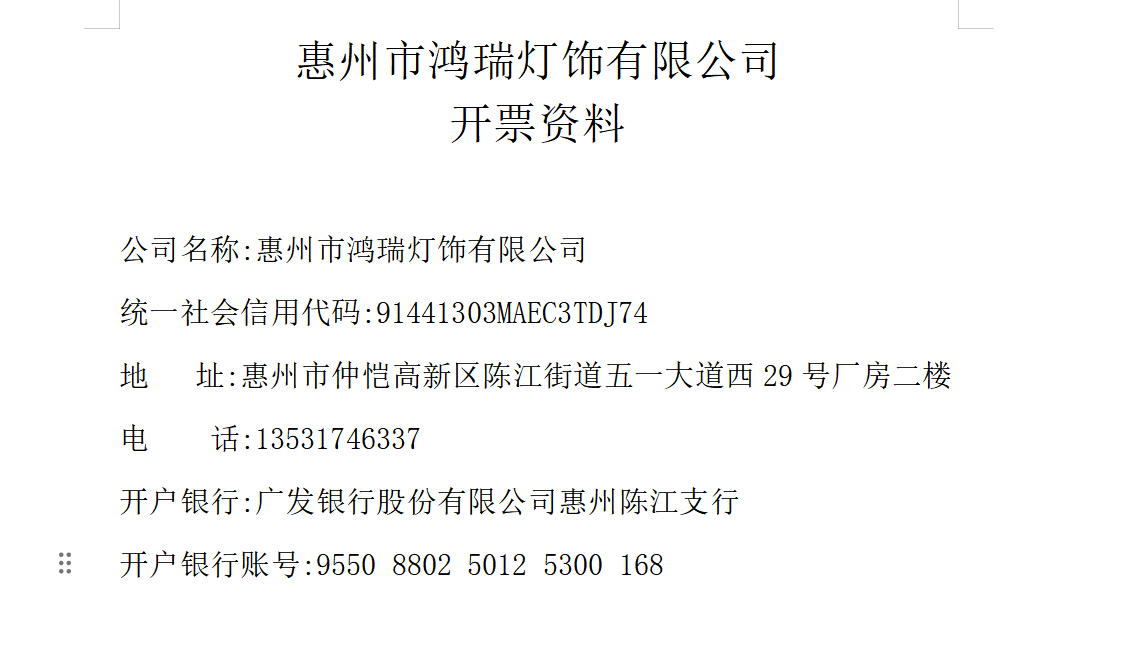 惠州市鸿瑞灯饰有限公司
开票资料
公司名称:惠州市鸿瑞灯饰有限公司
统一社会信用代码:91441303MAEC3TDJ74
地　　址:惠州市仲恺高新区陈江街道五一大道西 29 号厂房二楼
电　　话:13531746337
开户银行:广发银行股份有限公司惠州陈江支行
开户银行账号:9550 8802 5012 5300 168